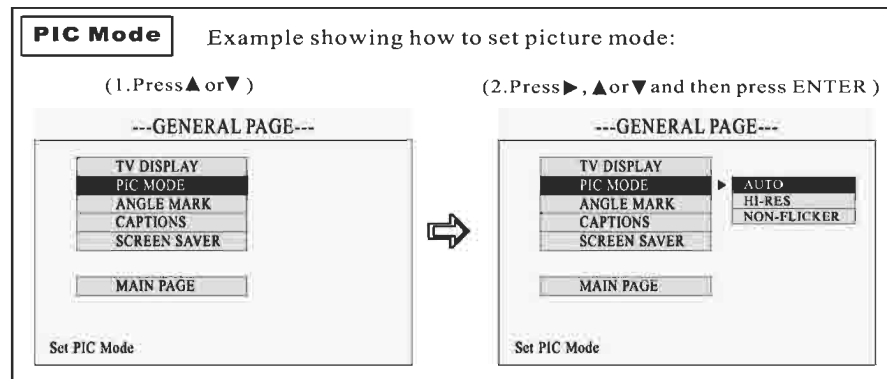 PIC Mode Example showing how to set picture mode:
(1.Press▲or▼)
---GENERAL PAGE---
TV DISPLAY
PIC MODE
ANGLE MARK
CAPTIONS
SCREEN SAVER
MAIN PAGE
Set PIC Mode
(2.Press▶,▲or▼and then press ENTER)
---GENERAL PAGE---
TV DISPLAY
PIC MODE ▶ AUTO
ANGLE MARK HI-RES
CAPTIONS NON-FLICKER
SCREEN SAVER
MAIN PAGE
Set PIC Mode